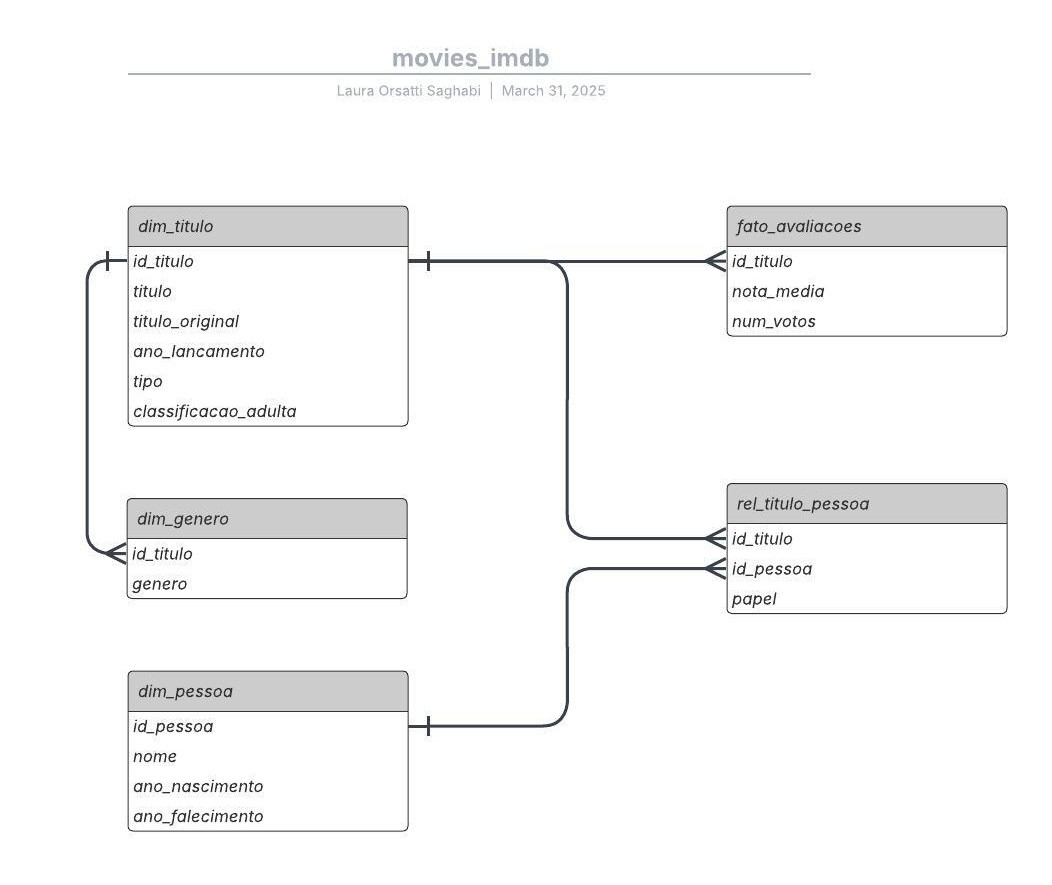 movies_imdb
Laura Orsatti Saghabi | March 31, 2025
dim_titulo
id_titulo
titulo
titulo_original
ano_lancamento
tipo
classificacao_adulta
fato_avaliacoes
id_titulo
nota_media
num_votos
dim_genero
id_titulo
genero
rel_titulo_pessoa
id_titulo
id_pessoa
papel
dim_pessoa
id_pessoa
nome
ano_nascimento
ano_falecimento